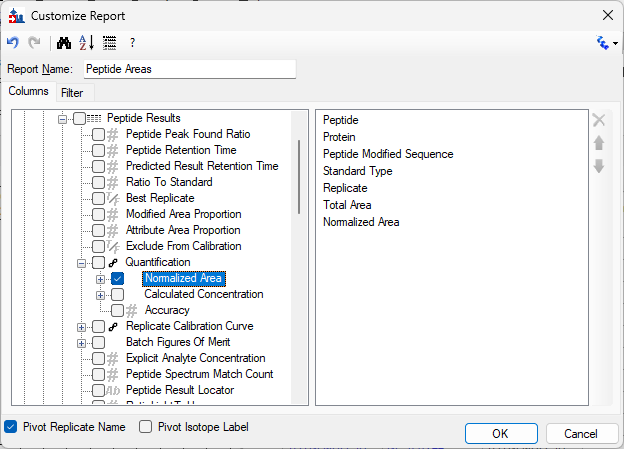 Customize Report
Report Name: Peptide Areas
Columns Filter
Peptide Results
Peptide Peak Found Ratio
Peptide Retention Time
Predicted Result Retention Time
Ratio To Standard
Best Replicate
Modified Area Proportion
Attribute Area Proportion
Exclude From Calibration
Quantification
Normalized Area
Calculated Concentration
Accuracy
Replicate Calibration Curve
Batch Figures Of Merit
Explicit Analyte Concentration
Peptide Spectrum Match Count
Peptide Result Locator
Peptide
Protein
Peptide Modified Sequence
Standard Type
Replicate
Total Area
Normalized Area
Pivot Replicate Name Pivot Isotope Label
OK Cancel